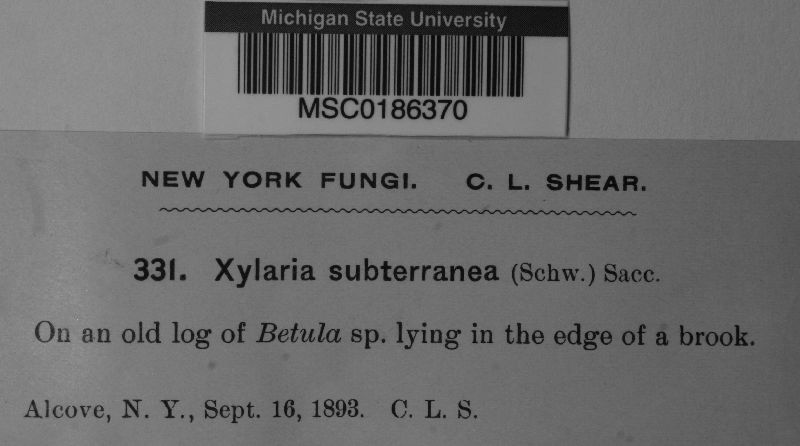 Michigan State University
MSC0186370
NEW YORK FUNGI. C. L. SHEAR.
331. Xylaria subterranea (Schw.) Sacc.
On an old log of Betula sp. lying in the edge of a brook.
Alcove, N. Y., Sept. 16, 1893. C. L. S.